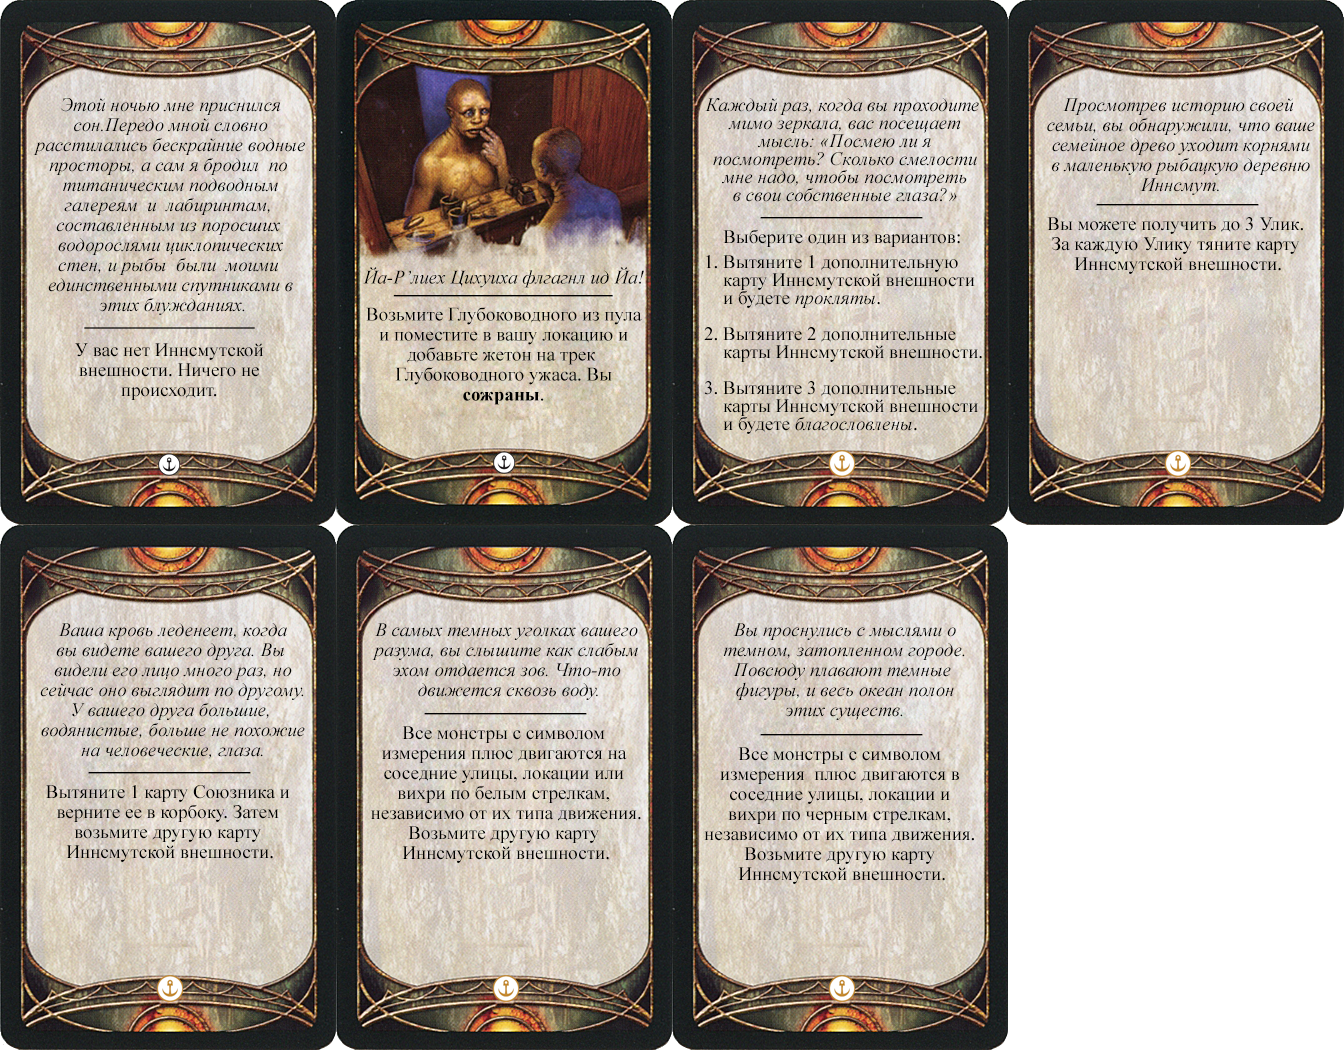 Этой ночью мне приснился
сон.Передо мной словно
расстилались бескрайние водные
просторы, а сам я бродил по
титаническим подводным
галереям и лабиринтам,
составленным из поросших
водорослями циклопических
стен, и рыбы были моими
единственными спутниками в
этих блужданиях.
У вас нет Иннсмутской
внешности. Ничего не
происходит.
Йа-Р'лиех Цихуиха флгагнл ид Йа!
Возьмите Глубоководного из пула
и поместите в вашу локацию и
добавьте жетон на трек
Глубоководного ужаса. Вы
сожраны.
Каждый раз, когда вы проходите
мимо зеркала, вас посещает
мысль: «Посмею ли я
посмотреть? Сколько смелости
мне надо, чтобы посмотреть
в свои собственные глаза?»
Выберите один из вариантов:
1. Вытяните 1 дополнительную
карту Иннсмутской внешности
и будете прокляты.
2. Вытяните 2 дополнительные
карты Иннсмутской внешности.
3. Вытяните 3 дополнительные
карты Иннсмутской внешности
и будете благословлены.
Просмотрев историю своей
семьи, вы обнаружили, что ваше
семейное древо уходит корнями
в маленькую рыбацкую деревню
Иннсмут.
Вы можете получить до 3 Улик.
За каждую Улику тяните карту
Иннсмутской внешности.
Ваша кровь леденеет, когда
вы видете вашего друга. Вы
видели его лицо много раз, но
сейчас оно выглядит по другому.
У вашего друга большие,
водянистые, больше не похожие
на человеческие, глаза.
Вытяните 1 карту Союзника и
верните ее в корбоку. Затем
возьмите другую карту
Иннсмутской внешности.
В самых темных уголках вашего
разума, вы слышите как слабым
эхом отдается зов. Что-то
движется сквозь воду.
Все монстры с символом
измерения плюс двигаются на
соседние улицы, локации или
вихри по белым стрелкам,
независимо от их типа движения.
Возьмите другую карту
Иннсмутской внешности.
Вы проснулись с мыслями о
темном, затопленном городе.
Повсюду плавают темные
фигуры, и весь океан полон
этих существ.
Все монстры с символом
измерения плюс двигаются в
соседние улицы, локации и
вихри по черным стрелкам,
независимо от их типа движения.
Возьмите другую карту
Иннсмутской внешности.